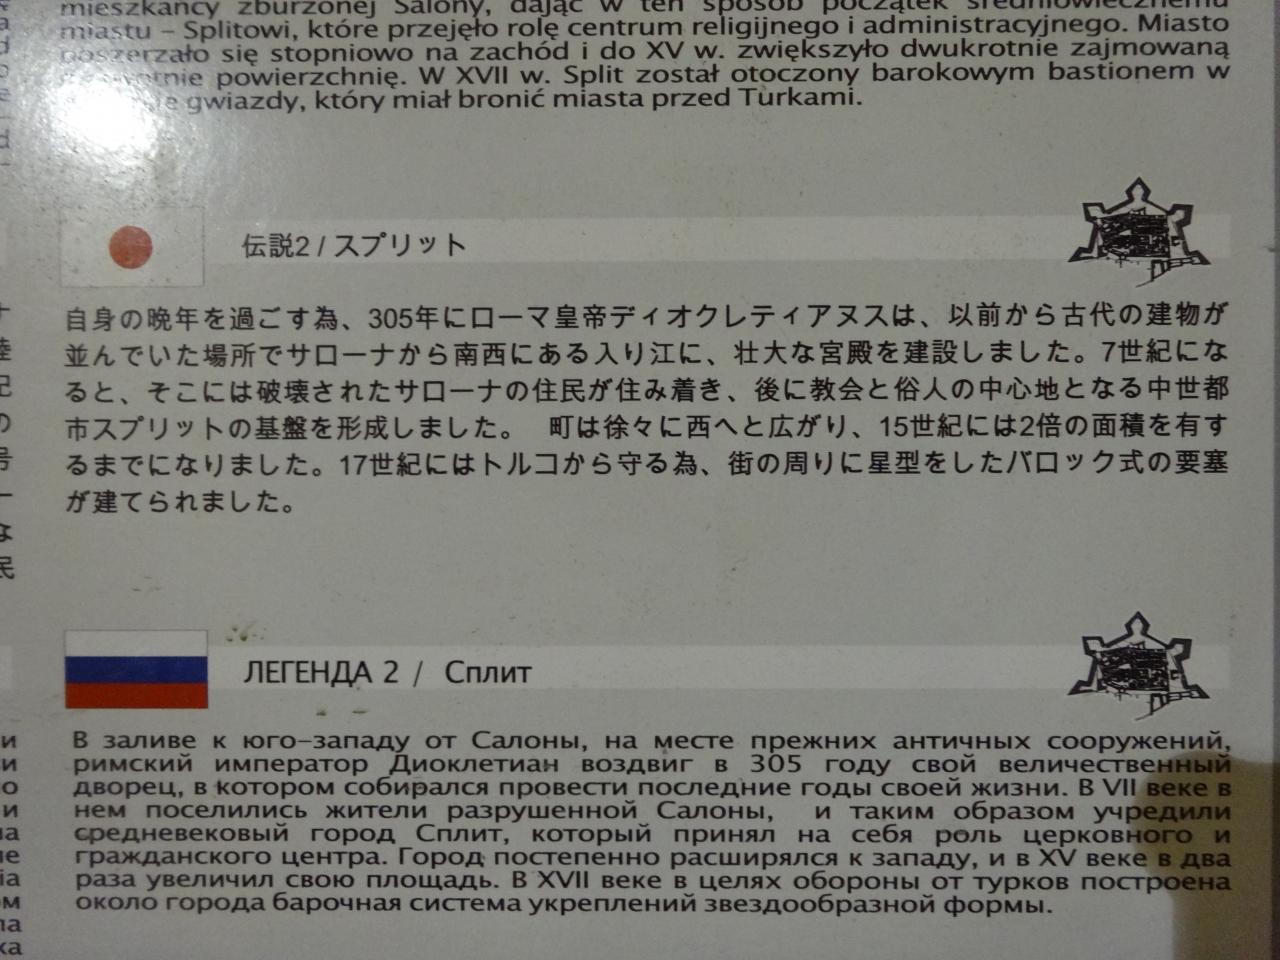 mieszkańcy zburzonej Salony, dając w ten sposób początek średniowiecznemu
miastu – Splitowi, które przejęło rolę centrum religijnego i administracyjnego. Miasto
poszerzało się stopniowo na zachód i do XV w. zwiększyło dwukrotnie zajmowaną
powierzchnię. W XVII w. Split został otoczony barokowym bastionem w
gwiazdy, który miał bronić miasta przed Turkami.
伝説2 / スプリット
自身の晩年を過ごす為、305年にローマ皇帝ディオクレティアヌスは、以前から古代の建物が
並んでいた場所でサローナから南西にある入り江に、壮大な宮殿を建設しました。7世紀にな
ると、そこには破壊されたサローナの住民が住み着き、後に教会と俗人の中心地となる中世都
市スプリットの基盤を形成しました。 町は徐々に西へと広がり、15世紀には2倍の面積を有す
るまでになりました。17世紀にはトルコから守る為、街の周りに星型をしたバロック式の要塞
が建てられました。
ЛЕГЕНДА 2 / Сплит
В заливе к юго-западу от Салоны, на месте прежних античных сооружений,
римский император Диоклетиан воздвиг в 305 году свой величественный
дворец, в котором собирался провести последние годы своей жизни. В VII веке в
нем поселились жители разрушенной Салоны, и таким образом учредили
средневековый город Сплит, который принял на себя роль церковного и
гражданского центра. Город постепенно расширялся к западу, и в XV веке в два
раза увеличил свою площадь. В XVII веке в целях обороны от турков построена
около города барочная система укреплений звездообразной формы.